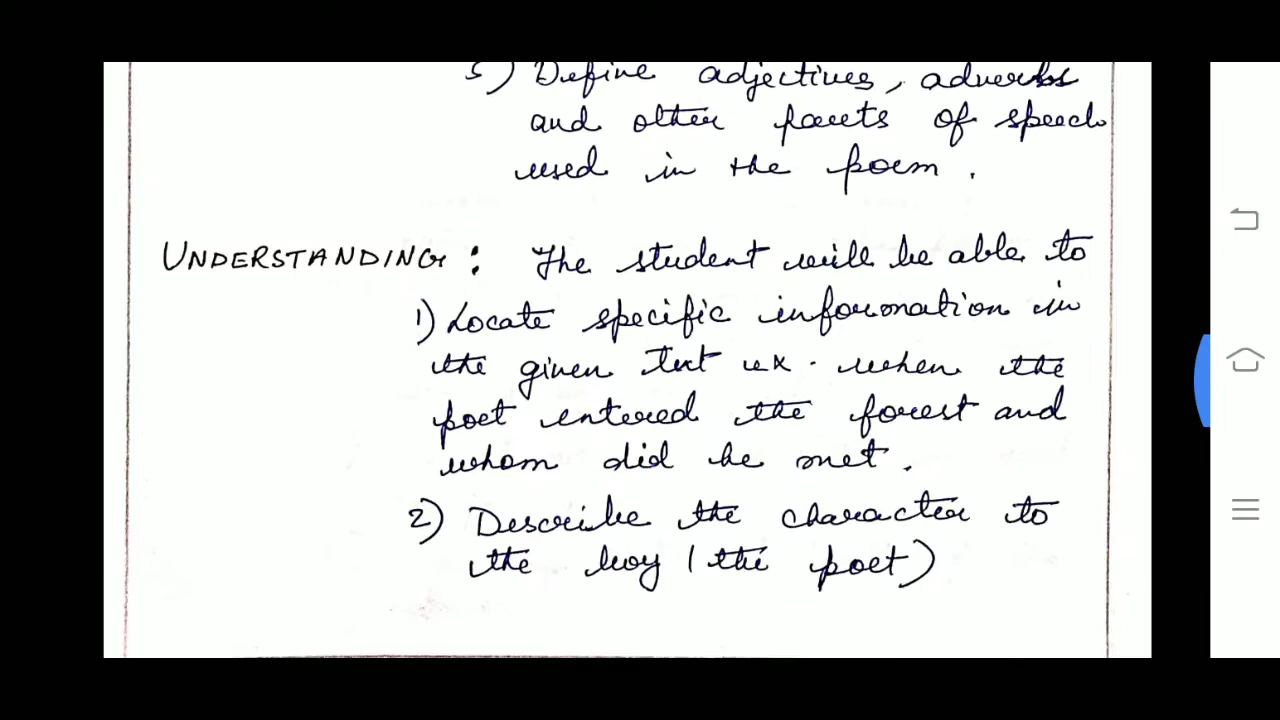 5) Define adjectives, adverbs
and other parts of speech
used in the poem.
UNDERSTANDING: The student will be able to
1) Locate specific information in
the given text ex. when the
poet entered the forest and
whom did he met.
2) Describe the character to
the boy (the poet)